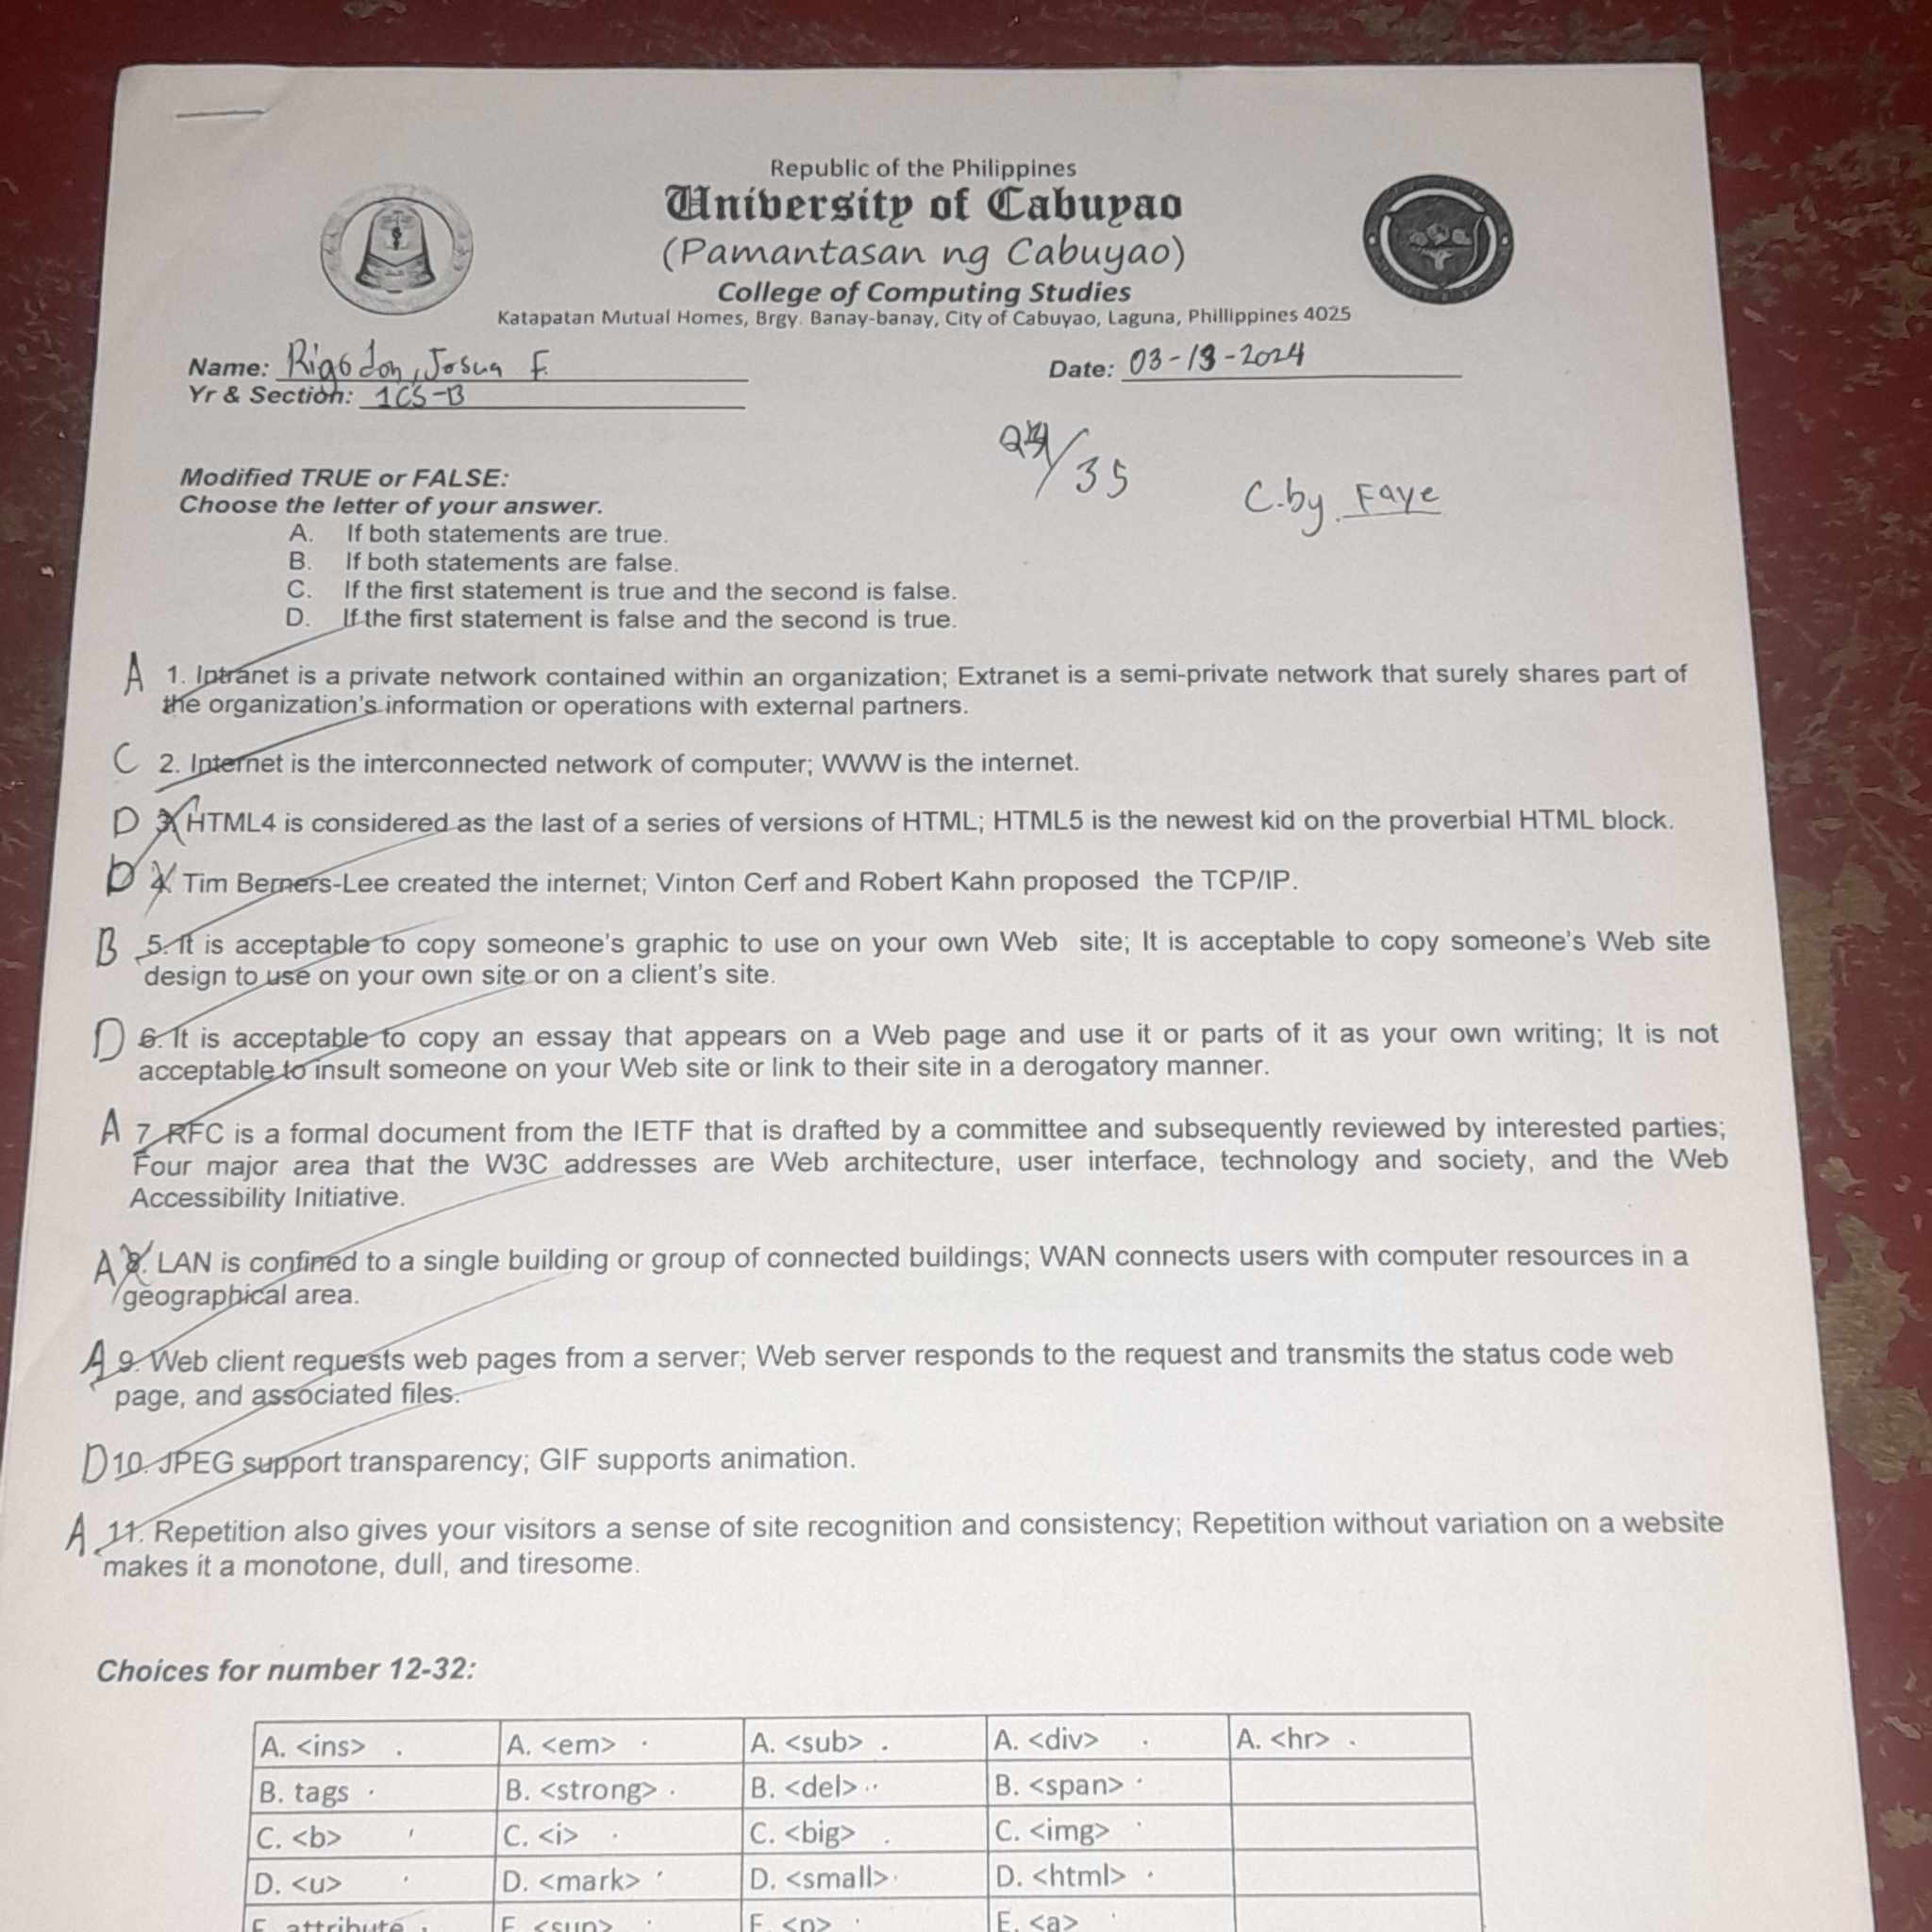 Republic of the Philippines
University of Cabuyao
(Pamantasan ng Cabuyao)
College of Computing Studies
Katapatan Mutual Homes, Brgy. Banay-banay, City of Cabuyao, Laguna, Phillippines 4025
Name: Rigodon, Josua F. Date: 03-13-2024
Yr & Section: 1CS-B
/35
C.by. Faye
Modified TRUE or FALSE:
Choose the letter of your answer.
A. If both statements are true.
B. If both statements are false.
C. If the first statement is true and the second is false.
D. If the first statement is false and the second is true.
A 1. Intranet is a private network contained within an organization; Extranet is a semi-private network that surely shares part of
the organization's information or operations with external partners.
C 2. Internet is the interconnected network of computer; WWW is the internet.
D 3. HTML4 is considered as the last of a series of versions of HTML; HTML5 is the newest kid on the proverbial HTML block.
D 4. Tim Berners-Lee created the internet; Vinton Cerf and Robert Kahn proposed the TCP/IP.
B 5. It is acceptable to copy someone's graphic to use on your own Web site; It is acceptable to copy someone's Web site
design to use on your own site or on a client's site.
D 6. It is acceptable to copy an essay that appears on a Web page and use it or parts of it as your own writing; It is not
acceptable to insult someone on your Web site or link to their site in a derogatory manner.
A 7. RFC is a formal document from the IETF that is drafted by a committee and subsequently reviewed by interested parties;
Four major area that the W3C addresses are Web architecture, user interface, technology and society, and the Web
Accessibility Initiative.
A 8. LAN is confined to a single building or group of connected buildings; WAN connects users with computer resources in a
geographical area.
A 9. Web client requests web pages from a server; Web server responds to the request and transmits the status code web
page, and associated files.
D 10. JPEG support transparency; GIF supports animation.
A 11. Repetition also gives your visitors a sense of site recognition and consistency; Repetition without variation on a website
makes it a monotone, dull, and tiresome.
Choices for number 12-32:
A. <ins> A. <em> A. <sub> A. <div> A. <hr>
B. tags B. <strong> B. <del> B. <span>
C. <b> C. <i> C. <big> C. <img>
D. <u> D. <mark> D. <small> D. <html>
E. attribute E. <sup> E. <p> E. <a>